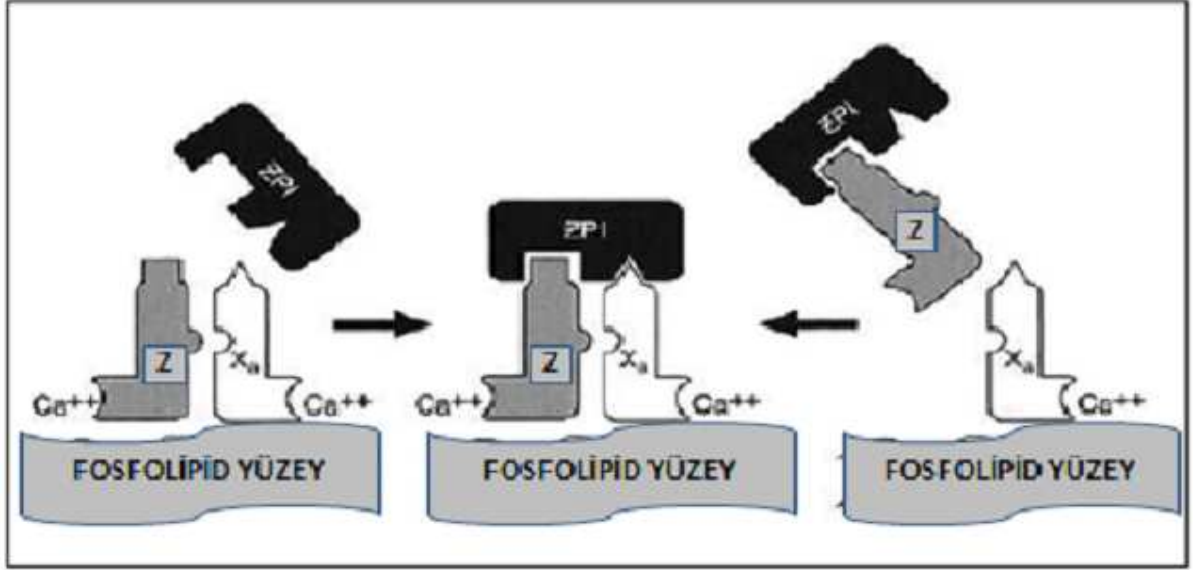 ZPI
Z
Xa
Ca++
Ca++
FOSFOLİPİD YÜZEY
ZPI
Z
Xa
Ca++
Ca++
FOSFOLİPİD YÜZEY
ZPI
Z
Xa
Ca++
FOSFOLİPİD YÜZEY